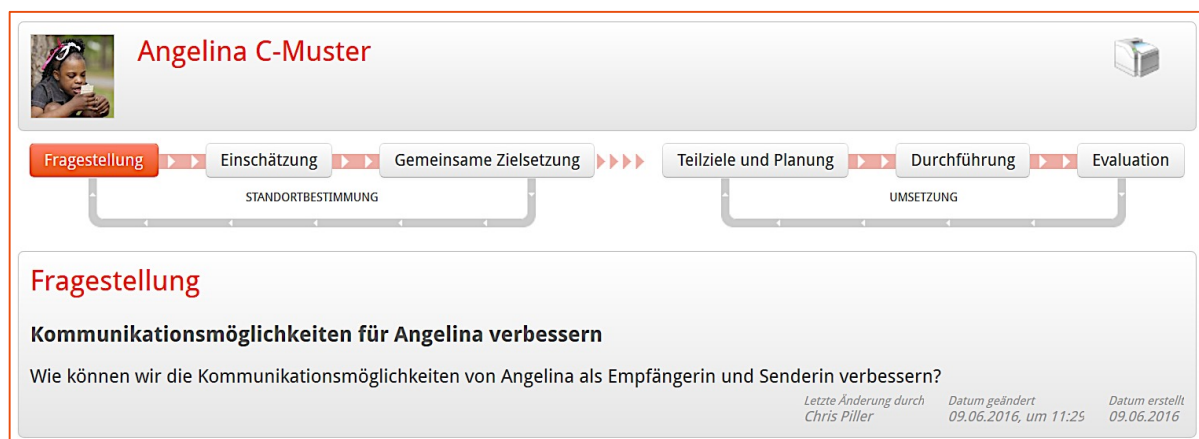 Angelina C-Muster
Fragestellung Einschätzung Gemeinsame Zielsetzung Teilziele und Planung Durchführung Evaluation
STANDORTBESTIMMUNG UMSETZUNG
Fragestellung
Kommunikationsmöglichkeiten für Angelina verbessern
Wie können wir die Kommunikationsmöglichkeiten von Angelina als Empfängerin und Senderin verbessern?
Letzte Änderung durch Datum geändert Datum erstellt
Chris Piller 09.06.2016, um 11:29 09.06.2016